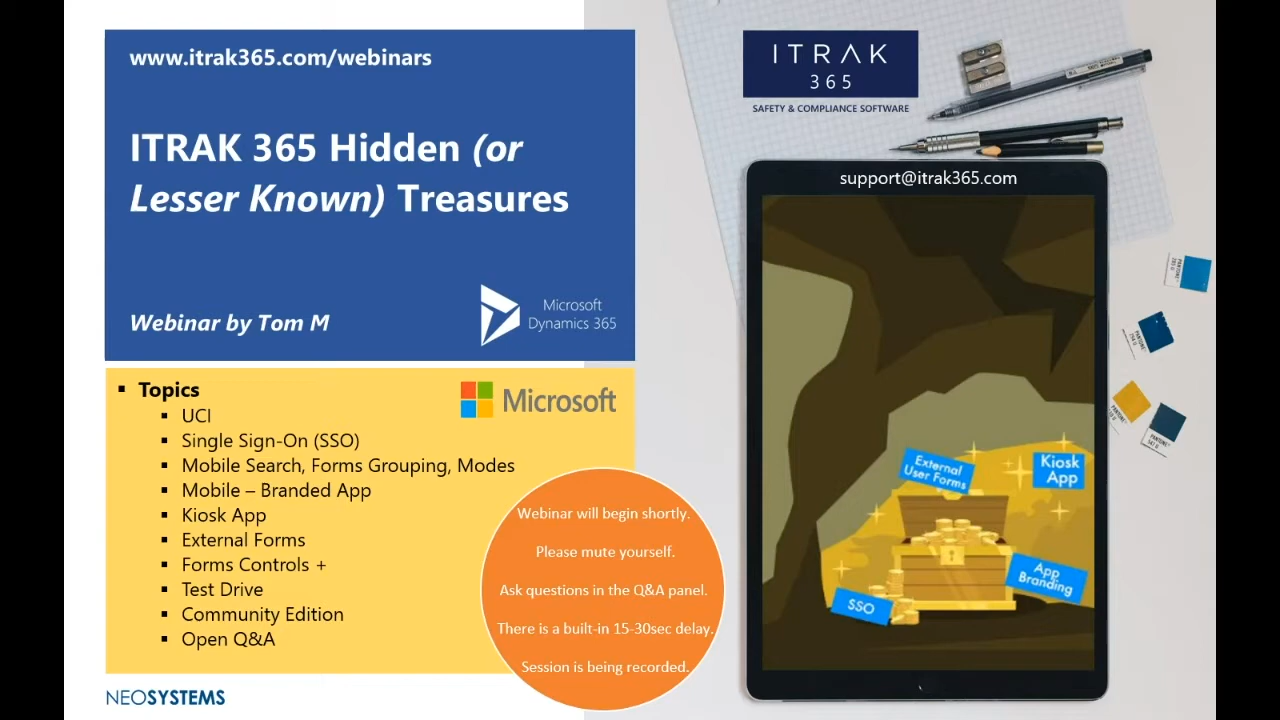 www.itrak365.com/webinars
ITRAK 365 Hidden (or
Lesser Known) Treasures
Webinar by Tom M
Microsoft
Dynamics 365
▪ Topics
▪ UCI
▪ Single Sign-On (SSO)
▪ Mobile Search, Forms Grouping, Modes
▪ Mobile – Branded App
▪ Kiosk App
▪ External Forms
▪ Forms Controls +
▪ Test Drive
▪ Community Edition
▪ Open Q&A
Microsoft
Webinar will begin shortly.
Please mute yourself.
Ask questions in the Q&A panel.
There is a built-in 15-30sec delay.
Session is being recorded.
NEOSYSTEMS
ITRAK
365
SAFETY & COMPLIANCE SOFTWARE
support@itrak365.com
External
User Forms
Kiosk
App
App
Branding
SSO
PANTONE
PANTONE
PANTONE
PANTONE